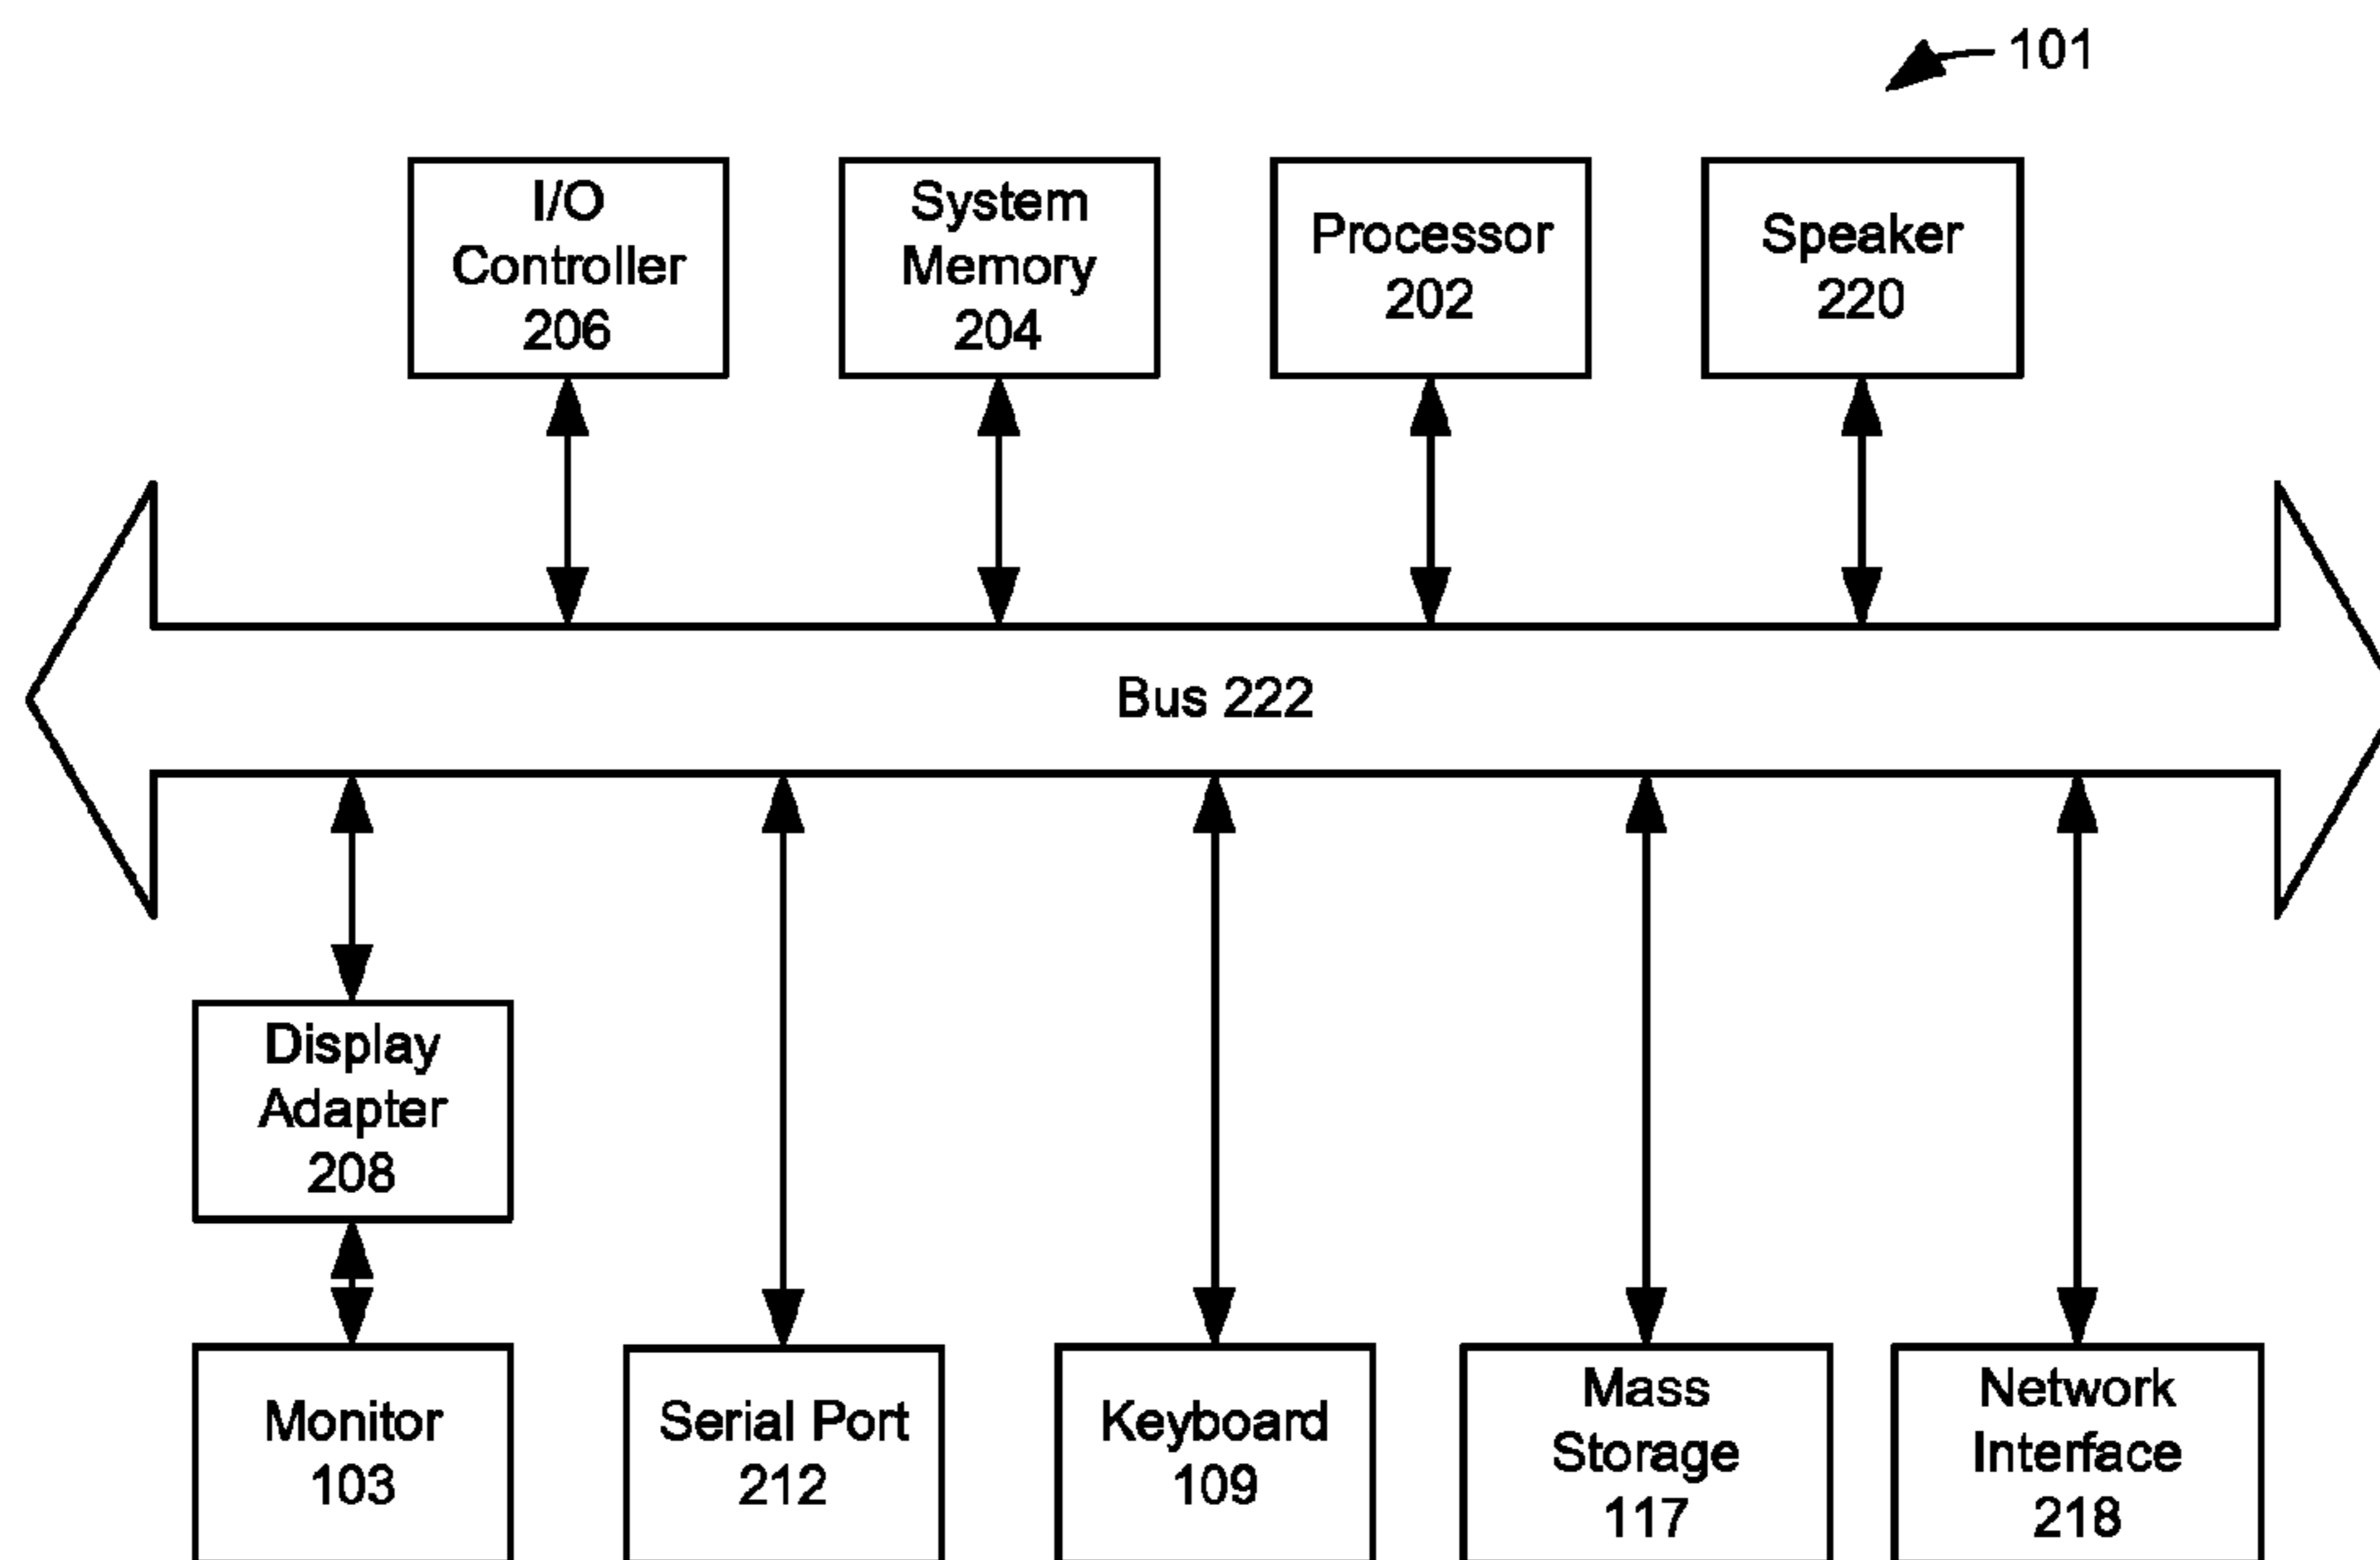 101
I/O
Controller
206
System
Memory
204
Processor
202
Speaker
220
Bus 222
Display
Adapter
208
Monitor
103
Serial Port
212
Keyboard
109
Mass
Storage
117
Network
Interface
218